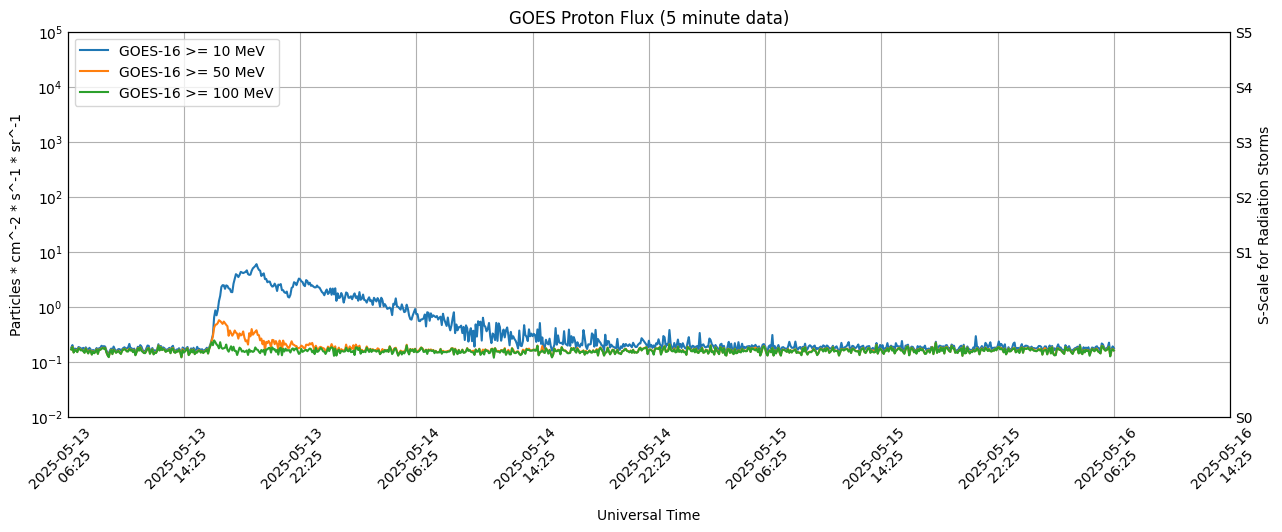 GOES Proton Flux (5 minute data)
GOES-16 >= 10 MeV
GOES-16 >= 50 MeV
GOES-16 >= 100 MeV
Particles * cm^-2 * s^-1 * sr^-1
10^5
10^4
10^3
10^2
10^1
10^0
10^-1
10^-2
S5
S4
S3
S2
S1
S0
S-Scale for Radiation Storms
2025-05-13
06:25
2025-05-13
14:25
2025-05-13
22:25
2025-05-14
06:25
2025-05-14
14:25
2025-05-14
22:25
2025-05-15
06:25
2025-05-15
14:25
2025-05-15
22:25
2025-05-16
06:25
2025-05-16
14:25
Universal Time